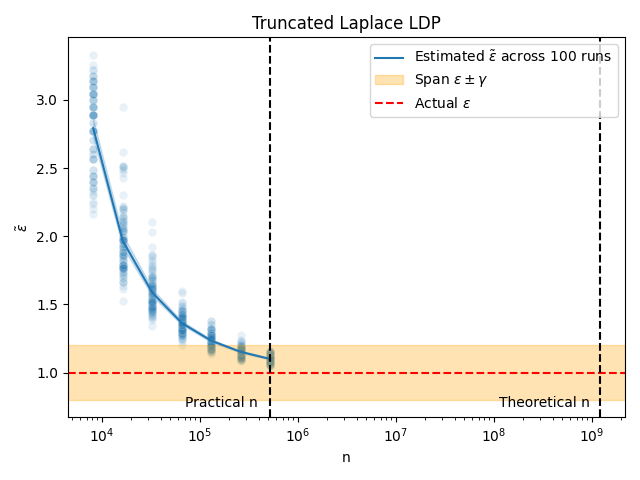 Truncated Laplace LDP
Estimated ε̃ across 100 runs
Span ε ± γ
Actual ε
3.0
2.5
2.0
1.5
1.0
ε̃
Practical n
Theoretical n
10⁴
10⁵
10⁶
10⁷
10⁸
10⁹
n